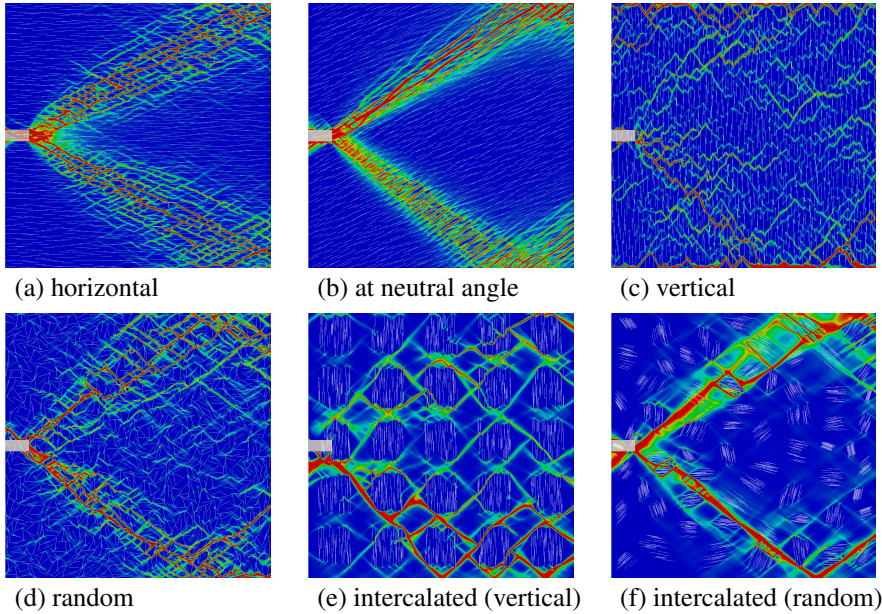 (a) horizontal
(b) at neutral angle
(c) vertical
(d) random
(e) intercalated (vertical)
(f) intercalated (random)